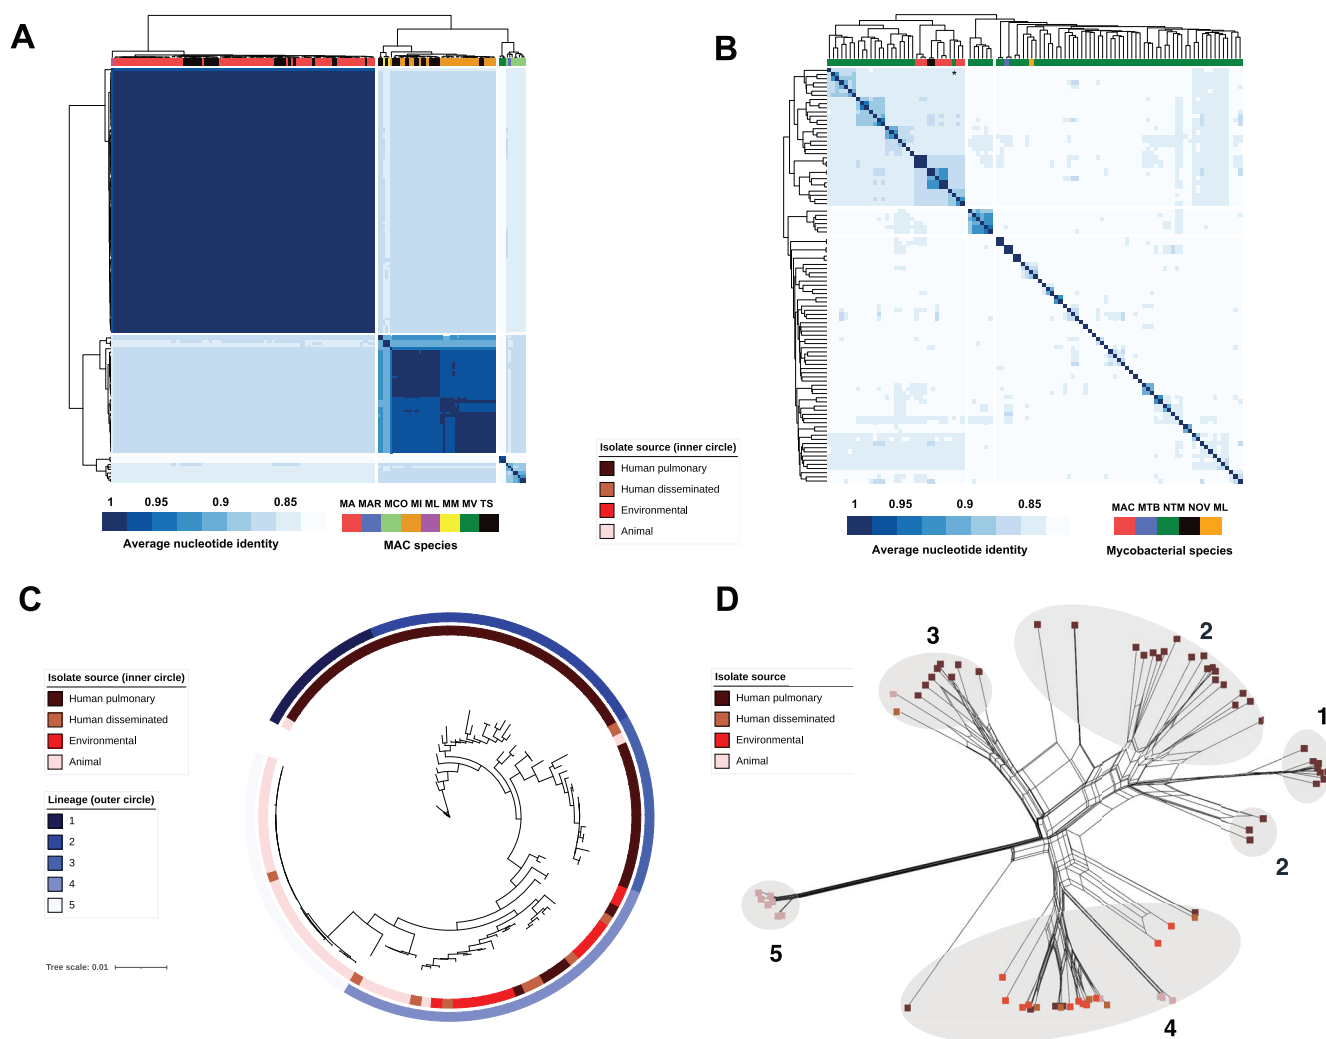 A
B
*
1 0.95 0.9 0.85
Average nucleotide identity
MA MAR MCO MI ML MM MV TS
MAC species
Isolate source (inner circle)
Human pulmonary
Human disseminated
Environmental
Animal
1 0.95 0.9 0.85
Average nucleotide identity
MAC MTB NTM NOV ML
Mycobacterial species
C
Isolate source (inner circle)
Human pulmonary
Human disseminated
Environmental
Animal
Lineage (outer circle)
1
2
3
4
5
Tree scale: 0.01
D
Isolate source
Human pulmonary
Human disseminated
Environmental
Animal
3
2
1
2
5
4